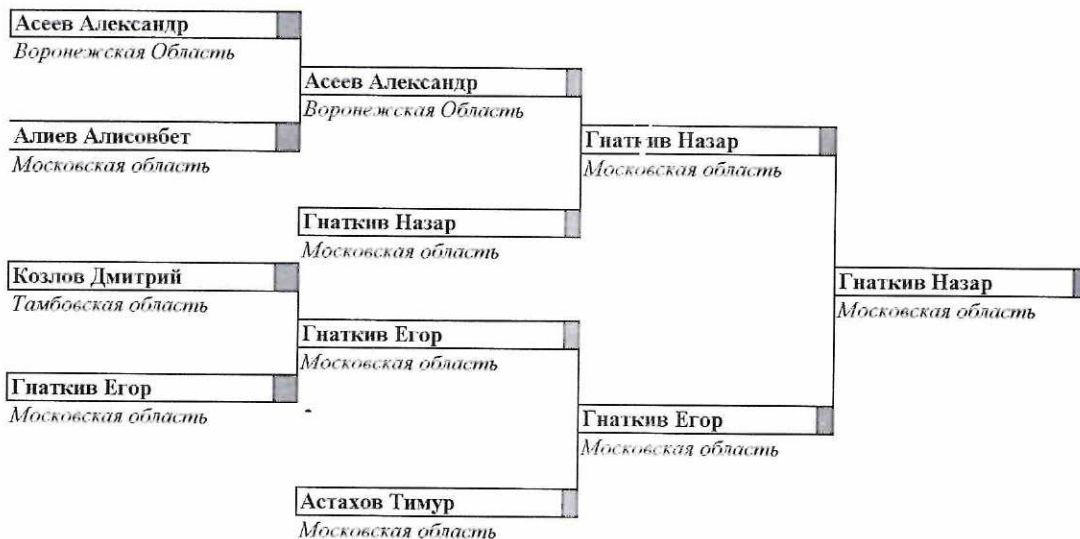 Асеев Александр
Воронежская Область
Алиев Алисовбет
Московская область
Козлов Дмитрий
Тамбовская область
Гнаткив Егор
Московская область
Асеев Александр
Воронежская Область
Гнаткив Назар
Московская область
Гнаткив Егор
Московская область
Астахов Тимур
Московская область
Гнаткив Назар
Московская область
Гнаткив Егор
Московская область
Гнаткив Назар
Московская область